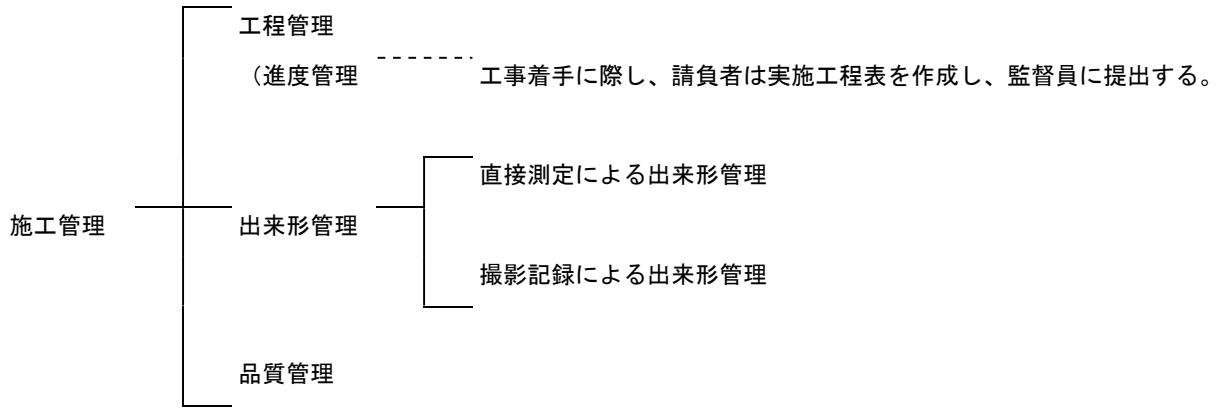 工程管理
（進度管理
工事着手に際し、請負者は実施工程表を作成し、監督員に提出する。
直接測定による出来形管理
施工管理
出来形管理
撮影記録による出来形管理
品質管理